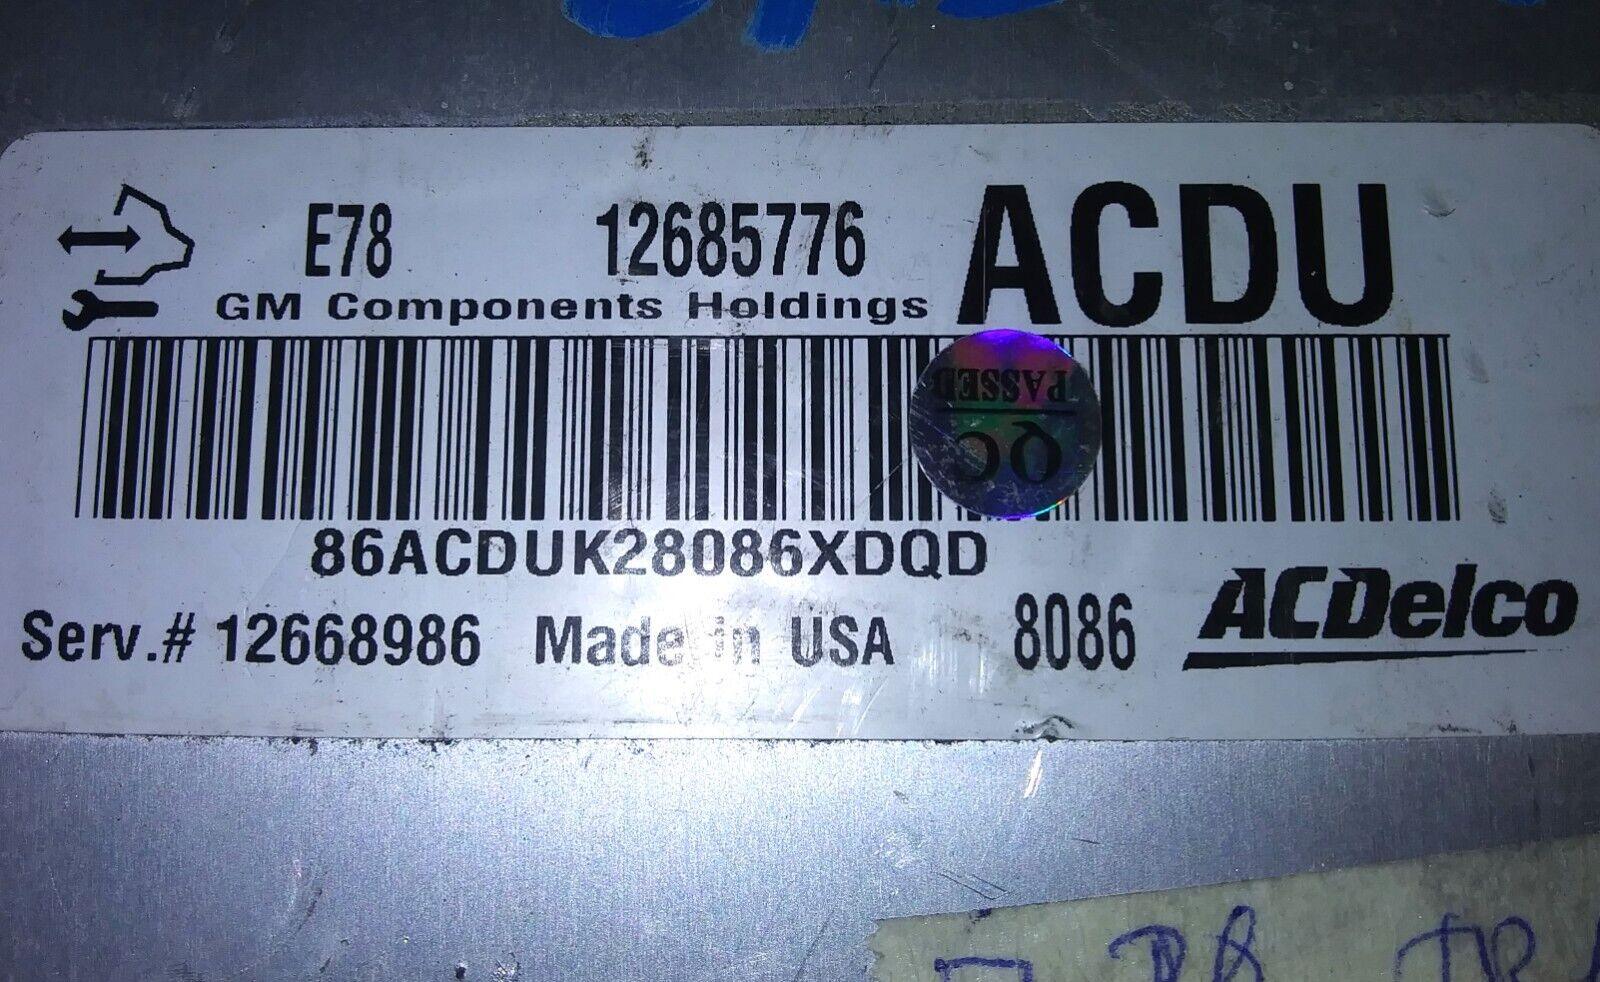 E78 12685776 ACDU
GM Components Holdings
PASSED
QC
86ACDUK28086XDQD
Serv.# 12668986 Made in USA 8086 ACDelco